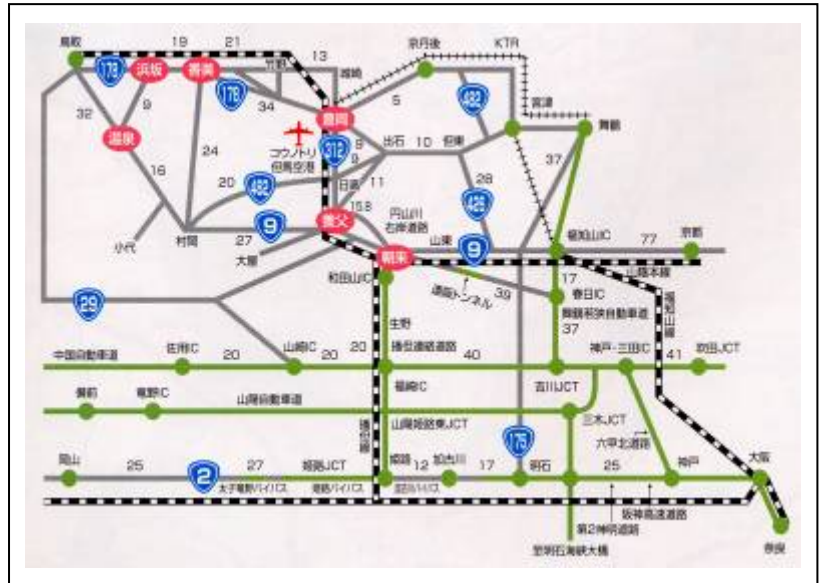 鳥取
19
21
13
京丹後
KTR
178
浜坂
香美
竹野
城崎
178
34
5
482
宮津
舞鶴
32
9
温泉
豊岡
コウノトリ
但馬空港
312
9
9
出石
10
但東
37
16
24
20
482
日高
11
28
426
15.8
円山川
右岸道路
小代
村岡
9
27
大屋
養父
朝来
山東
9
福知山IC
77
京都
山陰本線
和田山IC
遠阪トンネル
39
17
春日IC
福知山線
29
生野
舞鶴若狭自動車道
37
中国自動車道
佐用IC
20
山崎IC
20
20
播但連絡道路
40
神戸・三田IC
41
吹田JCT
備前
竜野IC
山陽自動車道
福崎IC
吉川JCT
播但線
山陽姫路東JCT
三木JCT
六甲北道路
175
岡山
25
2
27
姫路JCT
姫路
12
加古川
17
明石
25
神戸
大阪
太子竜野バイパス
姫路バイパス
加古川バイパス
阪神高速道路
第2神明道路
至明石海峡大橋
奈良